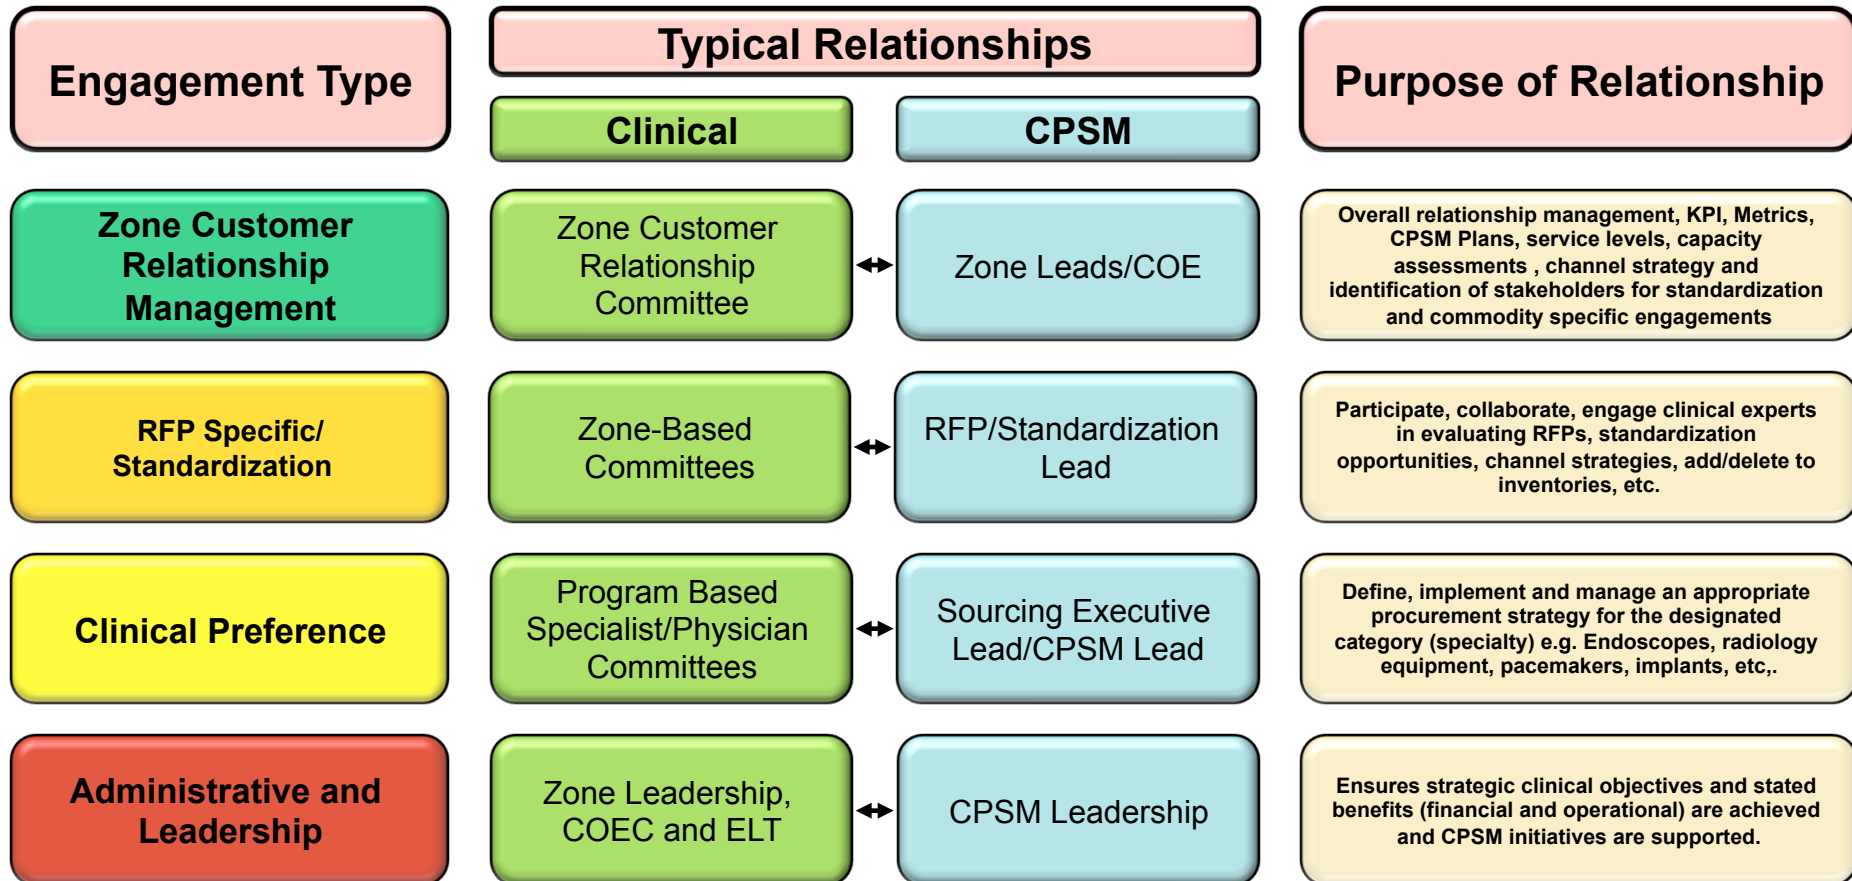 Engagement Type
Typical Relationships
Clinical
CPSM
Purpose of Relationship
Zone Customer
Relationship
Management
Zone Customer
Relationship
Committee
Zone Leads/COE
Overall relationship management, KPI, Metrics,
CPSM Plans, service levels, capacity
assessments , channel strategy and
identification of stakeholders for standardization
and commodity specific engagements
RFP Specific/
Standardization
Zone-Based
Committees
RFP/Standardization
Lead
Participate, collaborate, engage clinical experts
in evaluating RFPs, standardization
opportunities, channel strategies, add/delete to
inventories, etc.
Clinical Preference
Program Based
Specialist/Physician
Committees
Sourcing Executive
Lead/CPSM Lead
Define, implement and manage an appropriate
procurement strategy for the designated
category (specialty) e.g. Endoscopes, radiology
equipment, pacemakers, implants, etc,.
Administrative and
Leadership
Zone Leadership,
COEC and ELT
CPSM Leadership
Ensures strategic clinical objectives and stated
benefits (financial and operational) are achieved
and CPSM initiatives are supported.